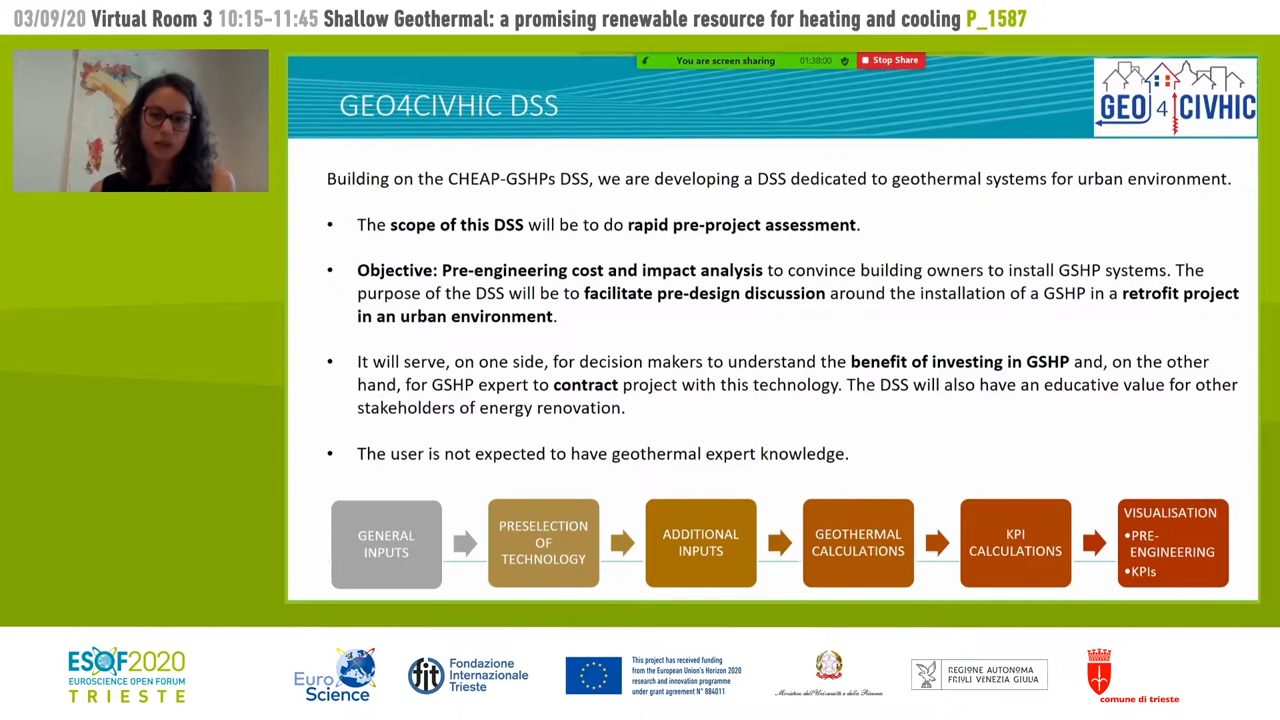 03/09/20 Virtual Room 3 10:15-11:45 Shallow Geothermal: a promising renewable resource for heating and cooling P_1587
You are screen sharing 01:38:00 Stop Share
GEO4CIVHIC DSS
GEO 4 CIVHIC
Building on the CHEAP-GSHPs DSS, we are developing a DSS dedicated to geothermal systems for urban environment.
• The scope of this DSS will be to do rapid pre-project assessment.
• Objective: Pre-engineering cost and impact analysis to convince building owners to install GSHP systems. The
purpose of the DSS will be to facilitate pre-design discussion around the installation of a GSHP in a retrofit project
in an urban environment.
• It will serve, on one side, for decision makers to understand the benefit of investing in GSHP and, on the other
hand, for GSHP expert to contract project with this technology. The DSS will also have an educative value for other
stakeholders of energy renovation.
• The user is not expected to have geothermal expert knowledge.
GENERAL
INPUTS
PRESELECTION
OF
TECHNOLOGY
ADDITIONAL
INPUTS
GEOTHERMAL
CALCULATIONS
KPI
CALCULATIONS
VISUALISATION
•PRE-
ENGINEERING
•KPIs
ESOF2020
EUROSCIENCE OPEN FORUM
TRIESTE
Euro
Science
fit
Fondazione
Internazionale
Trieste
This project has received funding
from the European Union's Horizon 2020
research and innovation programme
under grant agreement N° 884011
Ministero dell'Università e della Ricerca
REGIONE AUTONOMA
FRIULI VENEZIA GIULIA
comune di trieste